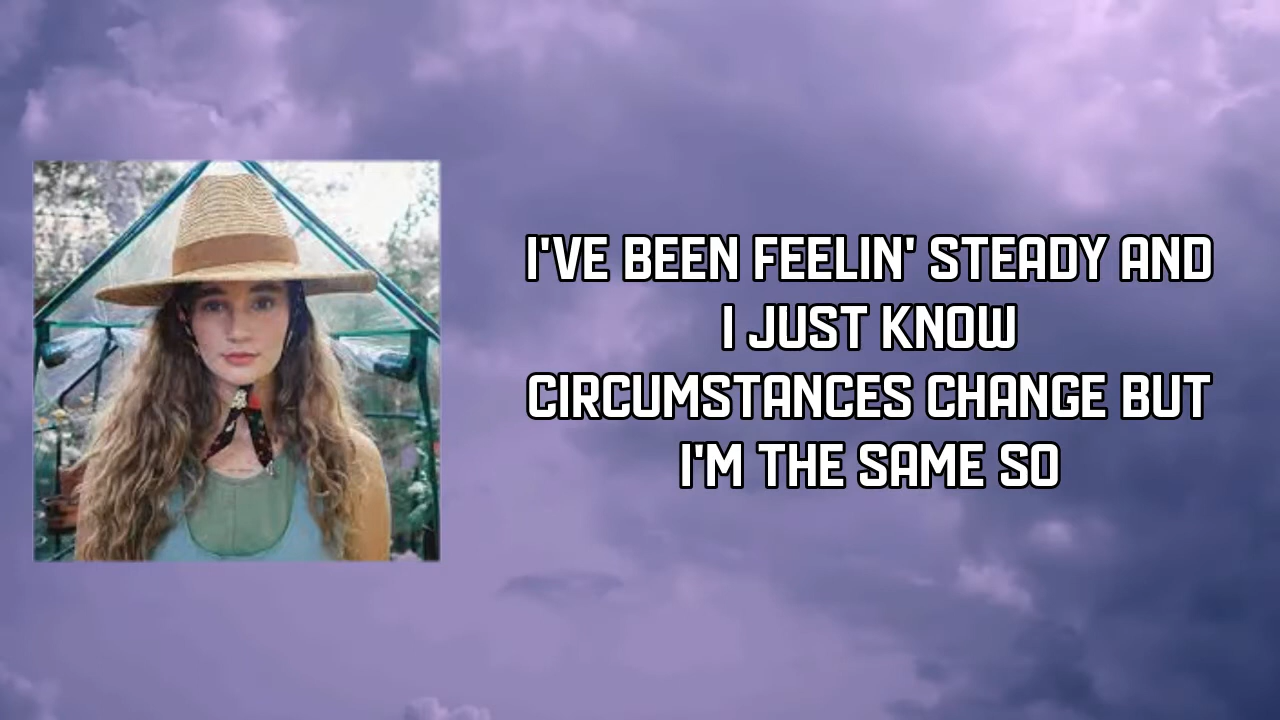 I'VE BEEN FEELIN' STEADY AND
I JUST KNOW
CIRCUMSTANCES CHANGE BUT
I'M THE SAME SO